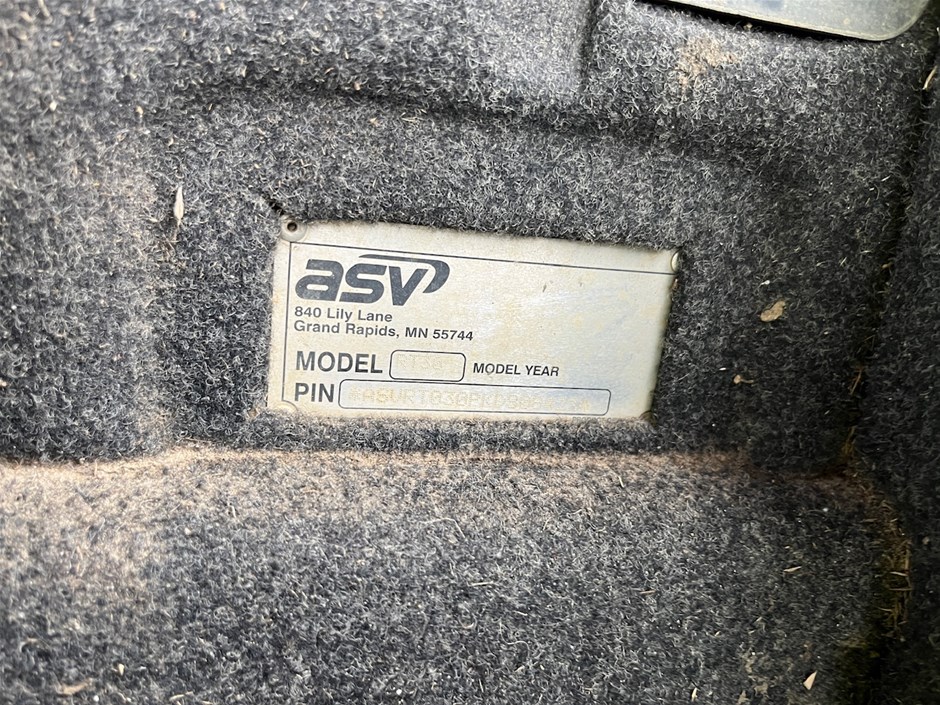 asv
840 Lily Lane
Grand Rapids, MN 55744
MODEL MODEL YEAR
PIN